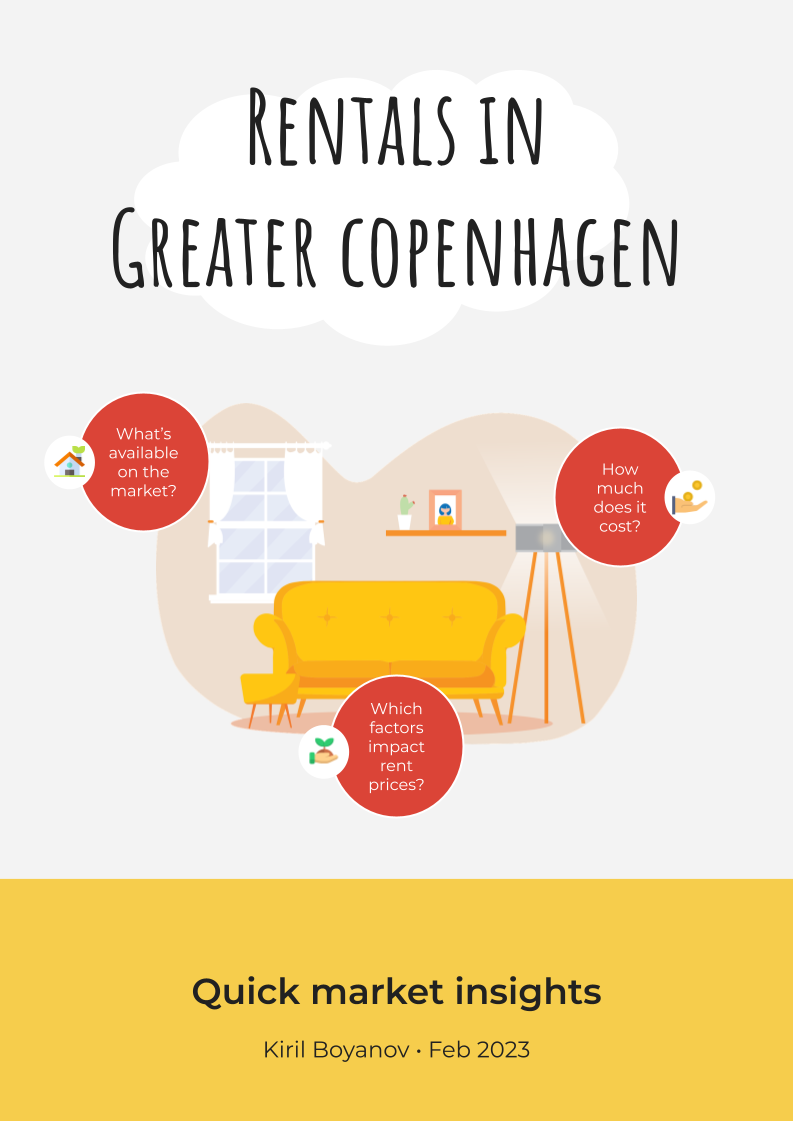 Rentals in
Greater copenhagen
What's
available
on the
market?
How
much
does it
cost?
Which
factors
impact
rent
prices?
Quick market insights
Kiril Boyanov • Feb 2023